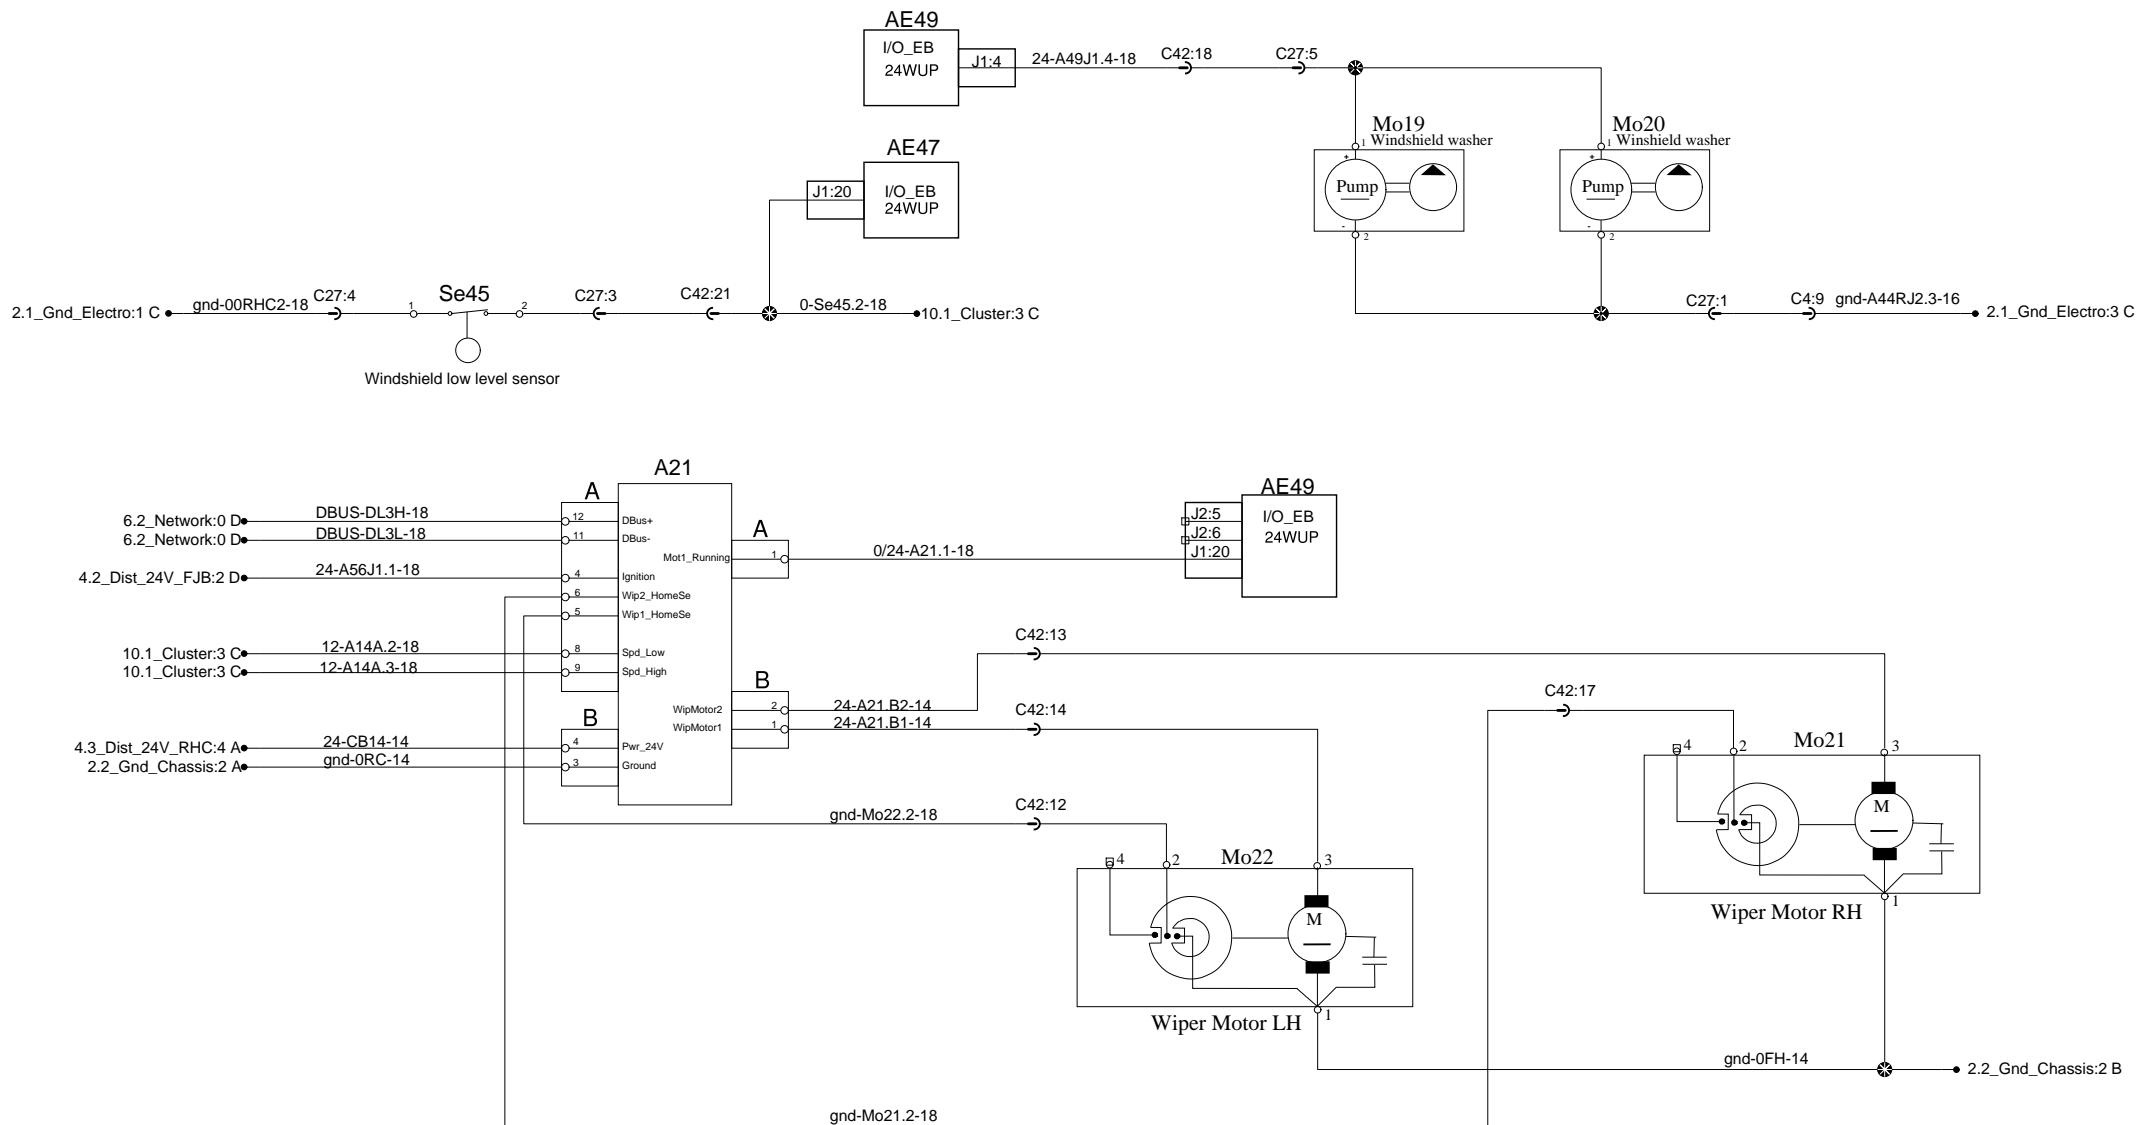 AE49
I/O_EB
24WUP
J1:4
24-A49J1.4-18
C42:18
C27:5
Mo19
1 Windshield washer
+
Pump
-
2
Mo20
1 Winshield washer
+
Pump
-
2
AE47
J1:20
I/O_EB
24WUP
2.1_Gnd_Electro:1 C
gnd-00RHC2-18
C27:4
1
Se45
2
C27:3
C42:21
0-Se45.2-18
10.1_Cluster:3 C
Windshield low level sensor
C27:1
C4:9
gnd-A44RJ2.3-16
2.1_Gnd_Electro:3 C
A21
A
6.2_Network:0 D
DBUS-DL3H-18
12
DBus+
6.2_Network:0 D
DBUS-DL3L-18
11
DBus-
4.2_Dist_24V_FJB:2 D
24-A56J1.1-18
4
Ignition
6
Wip2_HomeSe
5
Wip1_HomeSe
10.1_Cluster:3 C
12-A14A.2-18
8
Spd_Low
10.1_Cluster:3 C
12-A14A.3-18
9
Spd_High
B
4.3_Dist_24V_RHC:4 A
24-CB14-14
4
Pwr_24V
2.2_Gnd_Chassis:2 A
gnd-0RC-14
3
Ground
A
Mot1_Running
1
0/24-A21.1-18
AE49
J2:5
J2:6
J1:20
I/O_EB
24WUP
B
WipMotor2
2
24-A21.B2-14
C42:13
WipMotor1
1
24-A21.B1-14
C42:14
C42:17
gnd-Mo22.2-18
C42:12
4
2
Mo21
3
M
1
Wiper Motor RH
4
2
Mo22
3
M
1
Wiper Motor LH
gnd-0FH-14
2.2_Gnd_Chassis:2 B
gnd-Mo21.2-18